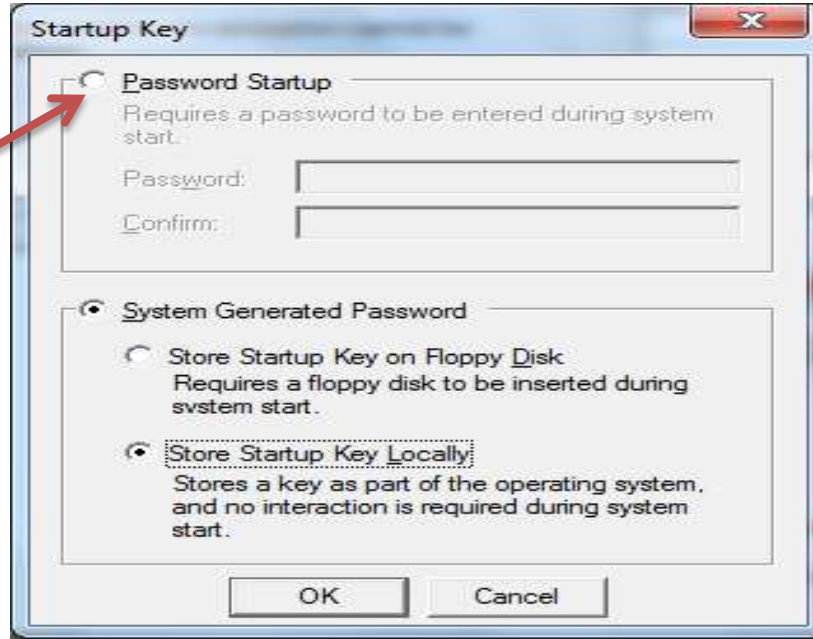 Startup Key
Password Startup
Requires a password to be entered during system
start.
Password:
Confirm:
System Generated Password
Store Startup Key on Floppy Disk
Requires a floppy disk to be inserted during
system start.
Store Startup Key Locally
Stores a key as part of the operating system,
and no interaction is required during system
start.
OK
Cancel